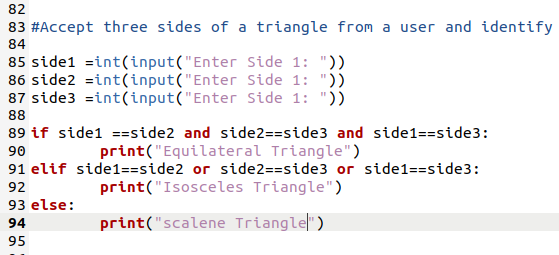 82
83 #Accept three sides of a triangle from a user and identify
84
85 side1 =int(input("Enter Side 1: "))
86 side2 =int(input("Enter Side 1: "))
87 side3 =int(input("Enter Side 1: "))
88
89 if side1 ==side2 and side2==side3 and side1==side3:
90         print("Equilateral Triangle")
91 elif side1==side2 or side2==side3 or side1==side3:
92         print("Isosceles Triangle")
93 else:
94         print("scalene Triangle")
95